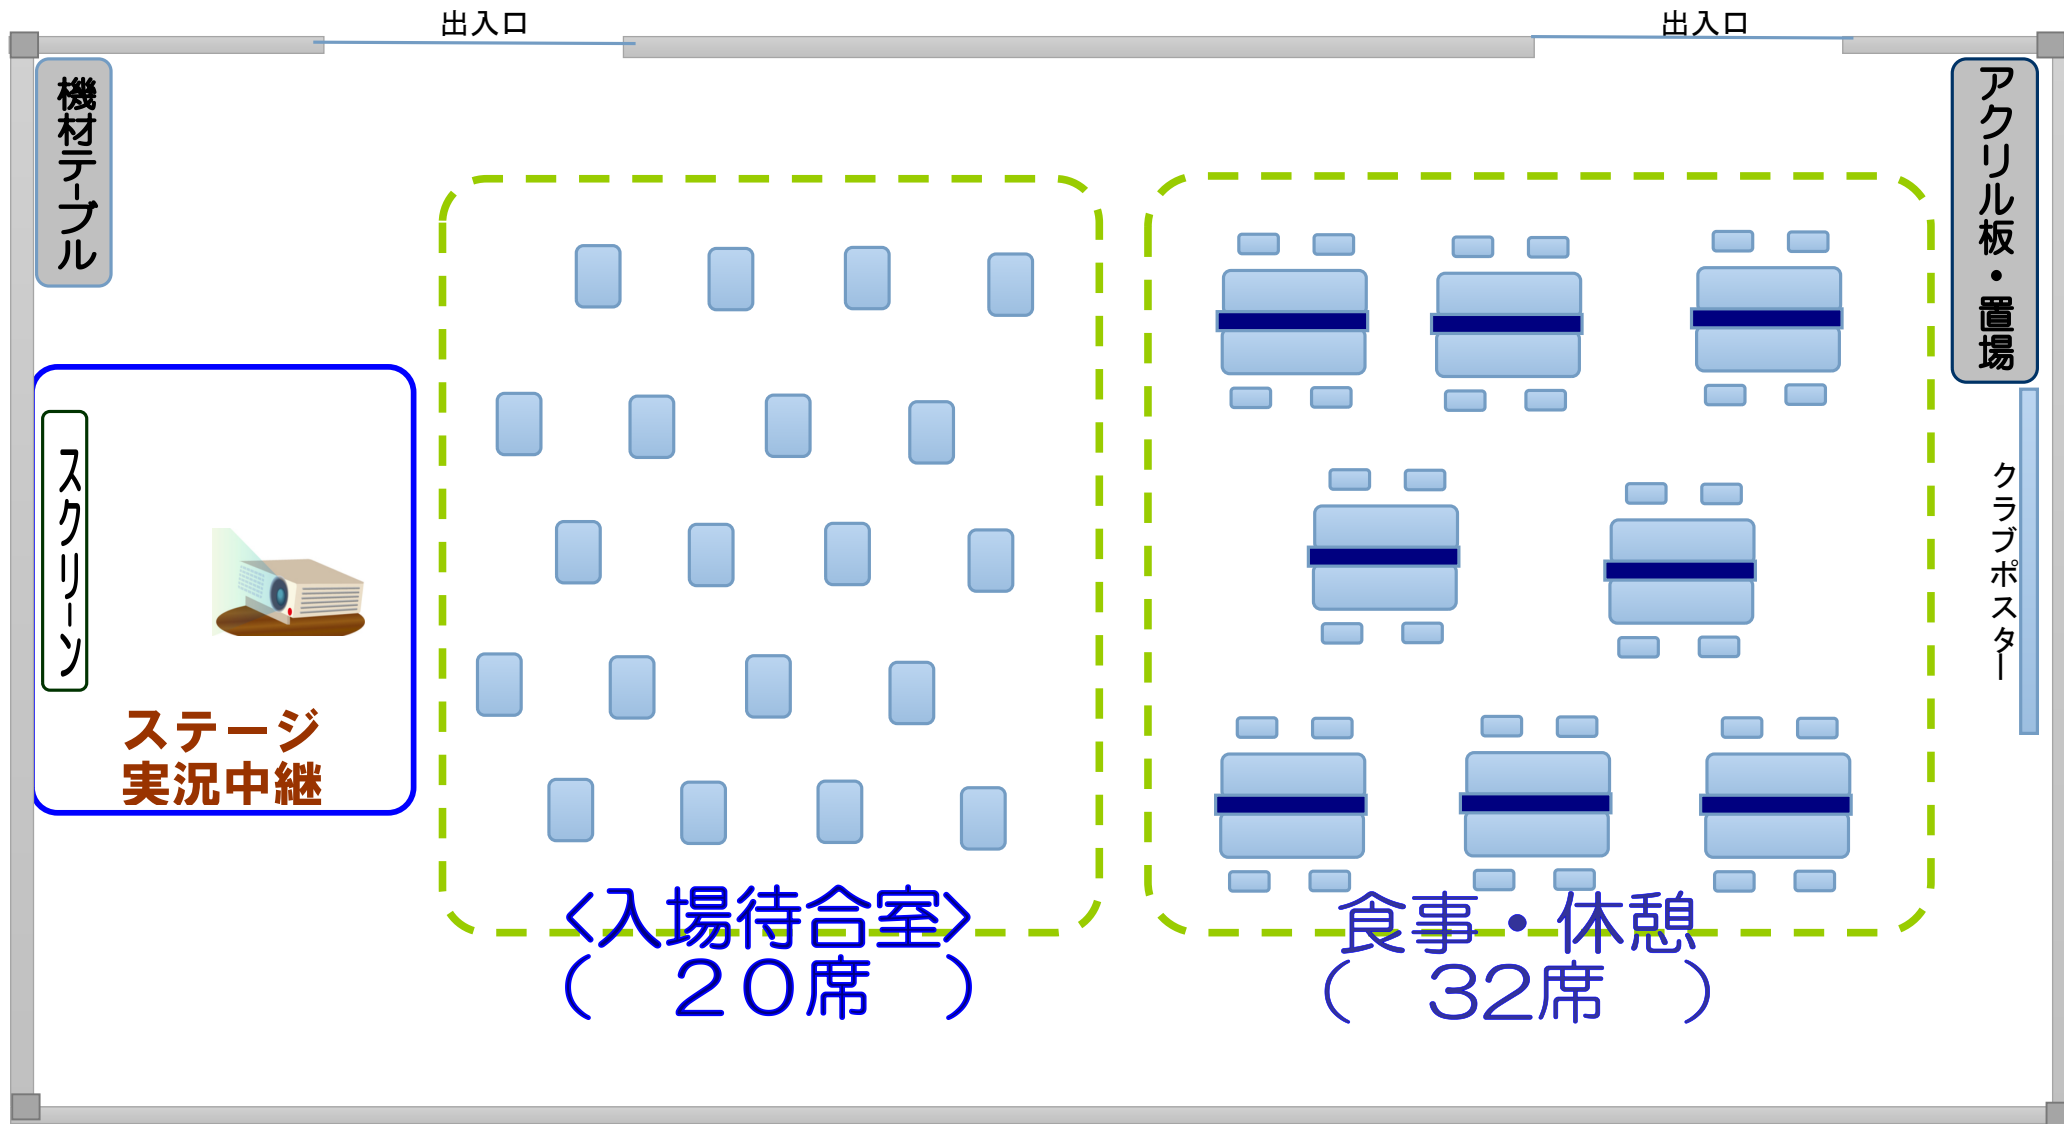 出入口
出入口
機材テーブル
アクリル板・置場
スクリーン
クラブポスター
ステージ
実況中継
<入場待合室>
（　２０席　）
食事・休憩
（　32席　）